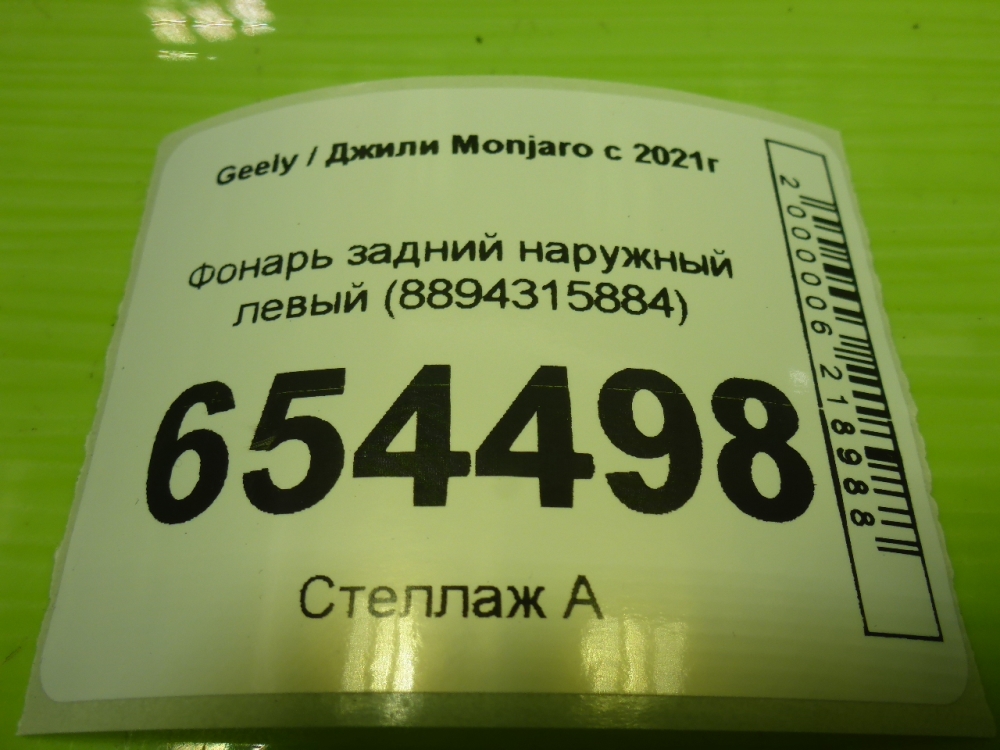 Geely / Джили Monjaro с 2021г
Фонарь задний наружный
левый (8894315884)
654498
Стеллаж А
2000006218988